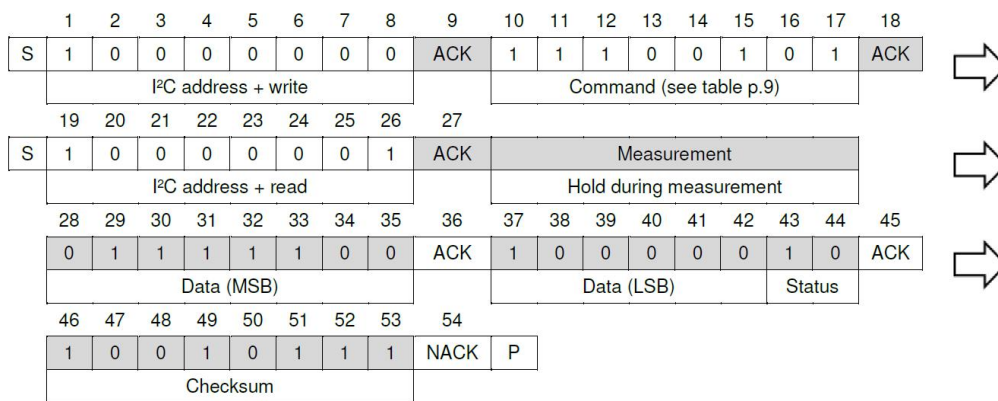 1 2 3 4 5 6 7 8 9 10 11 12 13 14 15 16 17 18
S 1 0 0 0 0 0 0 0 ACK 1 1 1 0 0 1 0 1 ACK
I²C address + write Command (see table p.9)
19 20 21 22 23 24 25 26 27
S 1 0 0 0 0 0 0 1 ACK Measurement
I²C address + read Hold during measurement
28 29 30 31 32 33 34 35 36 37 38 39 40 41 42 43 44 45
0 1 1 1 1 1 0 0 ACK 1 0 0 0 0 0 1 0 ACK
Data (MSB) Data (LSB) Status
46 47 48 49 50 51 52 53 54
1 0 0 1 0 1 1 1 NACK P
Checksum